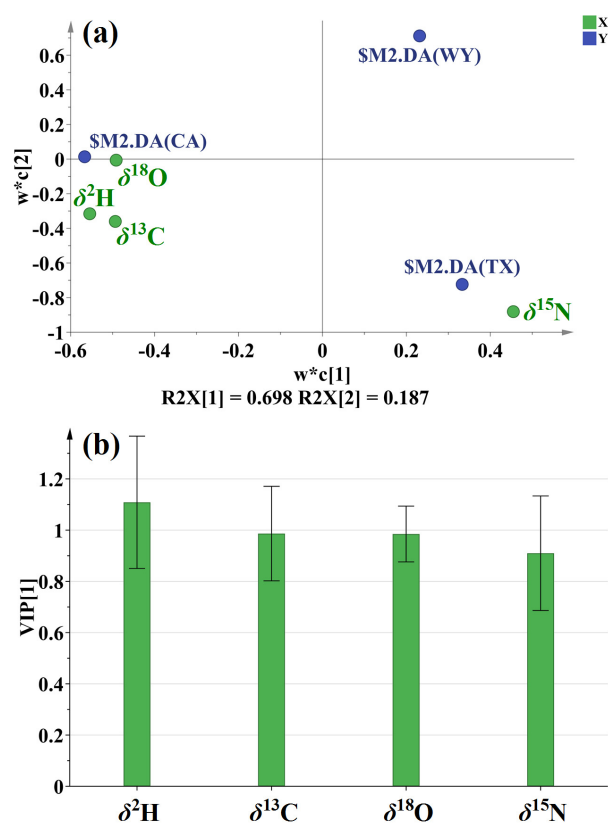 (a)
X
Y
0.6
0.4
0.2
0
-0.2
-0.4
-0.6
-0.8
-1
w*c[2]
$M2.DA(WY)
$M2.DA(CA)
δ¹⁸O
δ²H
δ¹³C
$M2.DA(TX)
δ¹⁵N
-0.6 -0.4 -0.2 0 0.2 0.4
w*c[1]
R2X[1] = 0.698 R2X[2] = 0.187
(b)
1.2
1
0.8
0.6
0.4
0.2
0
VIP[1]
δ²H δ¹³C δ¹⁸O δ¹⁵N